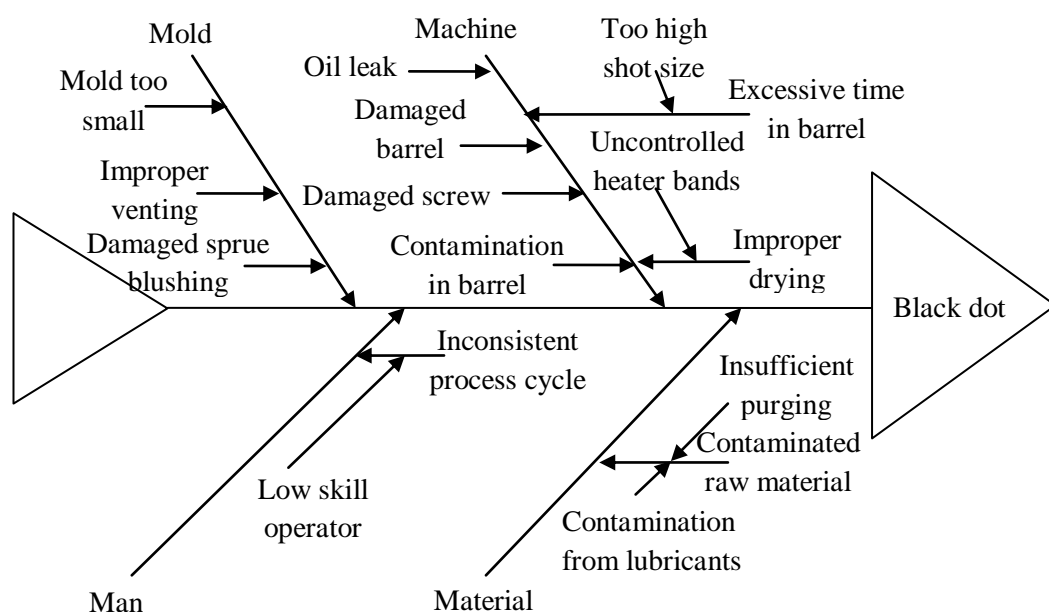 Mold
Mold too
small
Improper
venting
Damaged sprue
blushing
Machine
Oil leak
Damaged
barrel
Damaged screw
Contamination
in barrel
Too high
shot size
Excessive time
in barrel
Uncontrolled
heater bands
Improper
drying
Black dot
Inconsistent
process cycle
Low skill
operator
Man
Insufficient
purging
Contaminated
raw material
Contamination
from lubricants
Material